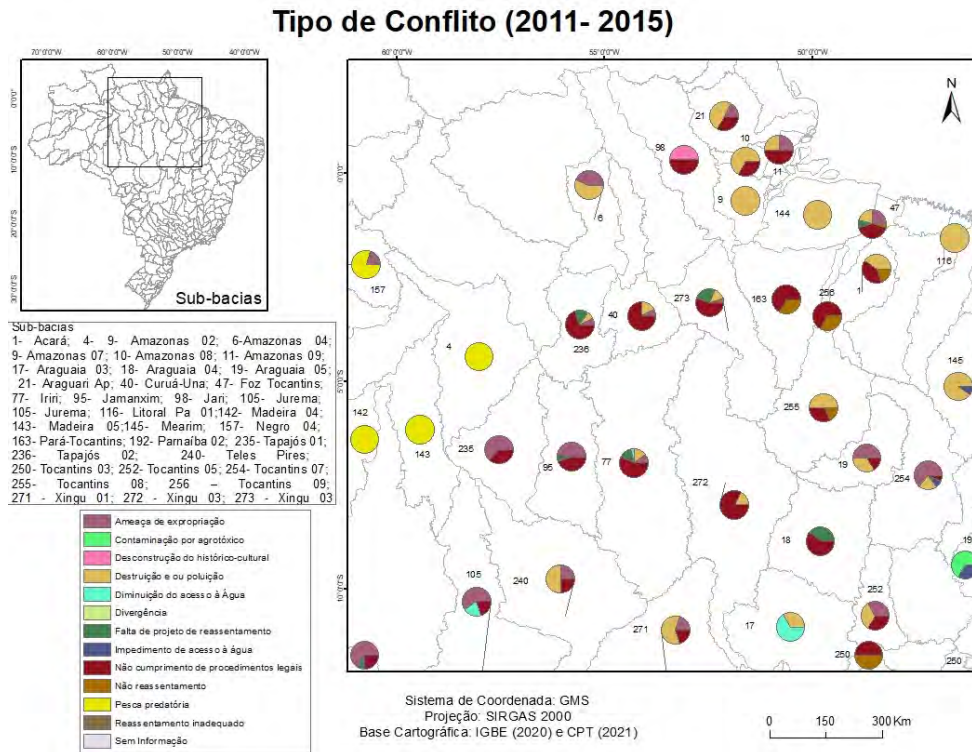 Tipo de Conflito (2011- 2015)
70°0'0"W 60°0'0"W 50°0'0"W 40°0'0"W
0°0'0"
10°0'0"S
20°0'0"S
30°0'0"S
Sub-bacias
60°0'0"W 55°0'0"W 50°0'0"W
0°0'0"
5°0'0"S
10°0'0"S
N
21
10
98
11
9
6
144
47
116
157
1
273
163
256
40
236
4
145
142
255
143
235
95
77
19
254
272
18
19
105
240
252
17
271
250
250
Sub-bacias
1- Acará; 4- 9- Amazonas 02; 6- Amazonas 04;
9- Amazonas 07; 10- Amazonas 08; 11- Amazonas 09;
17- Araguaia 03; 18- Araguaia 04; 19- Araguaia 05;
21- Araguari Ap; 40- Curuá-Una; 47- Foz Tocantins;
77- Iriri; 95- Jamanxim; 98- Jari; 105- Jurema;
105- Jurema; 116- Litoral Pa 01;142- Madeira 04;
143- Madeira 05;145- Mearim; 157- Negro 04;
163- Pará-Tocantins; 192- Parnaíba 02; 235- Tapajós 01;
236- Tapajós 02; 240- Teles Pires;
250- Tocantins 03; 252- Tocantins 05; 254- Tocantins 07;
255- Tocantins 08; 256 – Tocantins 09;
271 - Xingu 01; 272 - Xingu 03; 273 - Xingu 03
Ameaça de expropriação
Contaminação por agrotóxico
Desconstrução do histórico-cultural
Destruição e ou poluição
Diminuição do acesso à Água
Divergência
Falta de projeto de reassentamento
Impedimento de acesso à água
Não cumprimento de procedimentos legais
Não reassentamento
Pesca predatória
Reassentamento inadequado
Sem Informação
Sistema de Coordenada: GMS
Projeção: SIRGAS 2000
Base Cartográfica: IGBE (2020) e CPT (2021)
0 150 300 Km